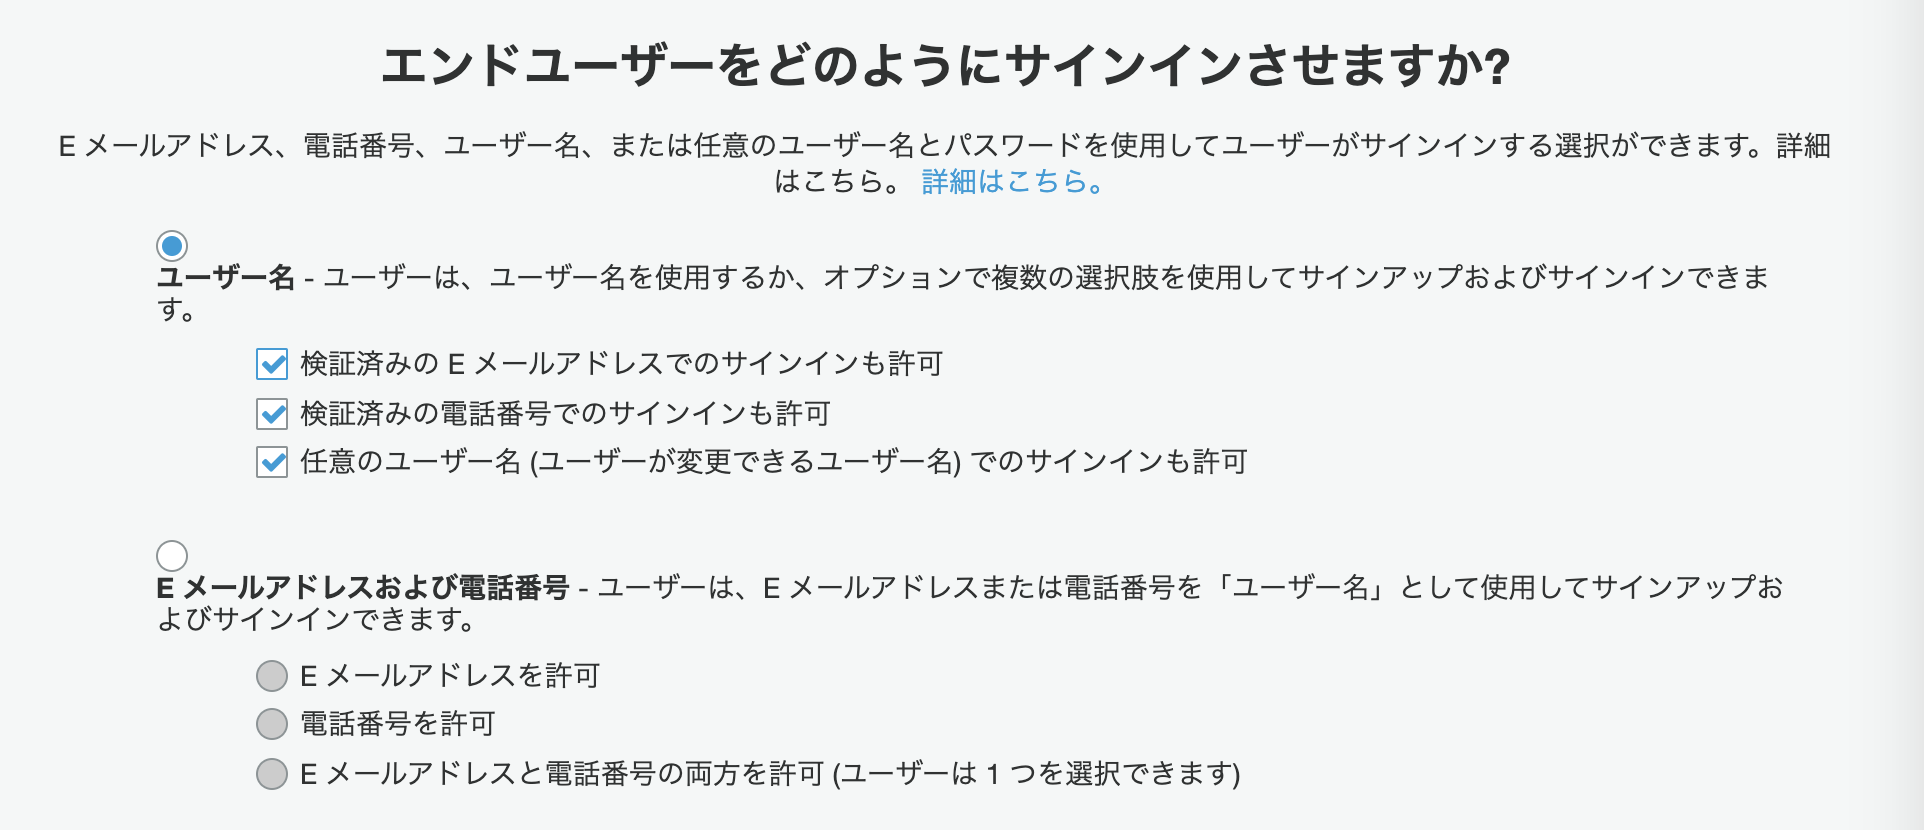 エンドユーザーをどのようにサインインさせますか?
E メールアドレス、電話番号、ユーザー名、または任意のユーザー名とパスワードを使用してユーザーがサインインする選択ができます。詳細
はこちら。 詳細はこちら。
ユーザー名 - ユーザーは、ユーザー名を使用するか、オプションで複数の選択肢を使用してサインアップおよびサインインできま
す。
検証済みの E メールアドレスでのサインインも許可
検証済みの電話番号でのサインインも許可
任意のユーザー名 (ユーザーが変更できるユーザー名) でのサインインも許可
E メールアドレスおよび電話番号 - ユーザーは、E メールアドレスまたは電話番号を「ユーザー名」として使用してサインアップお
よびサインインできます。
E メールアドレスを許可
電話番号を許可
E メールアドレスと電話番号の両方を許可 (ユーザーは 1 つを選択できます)